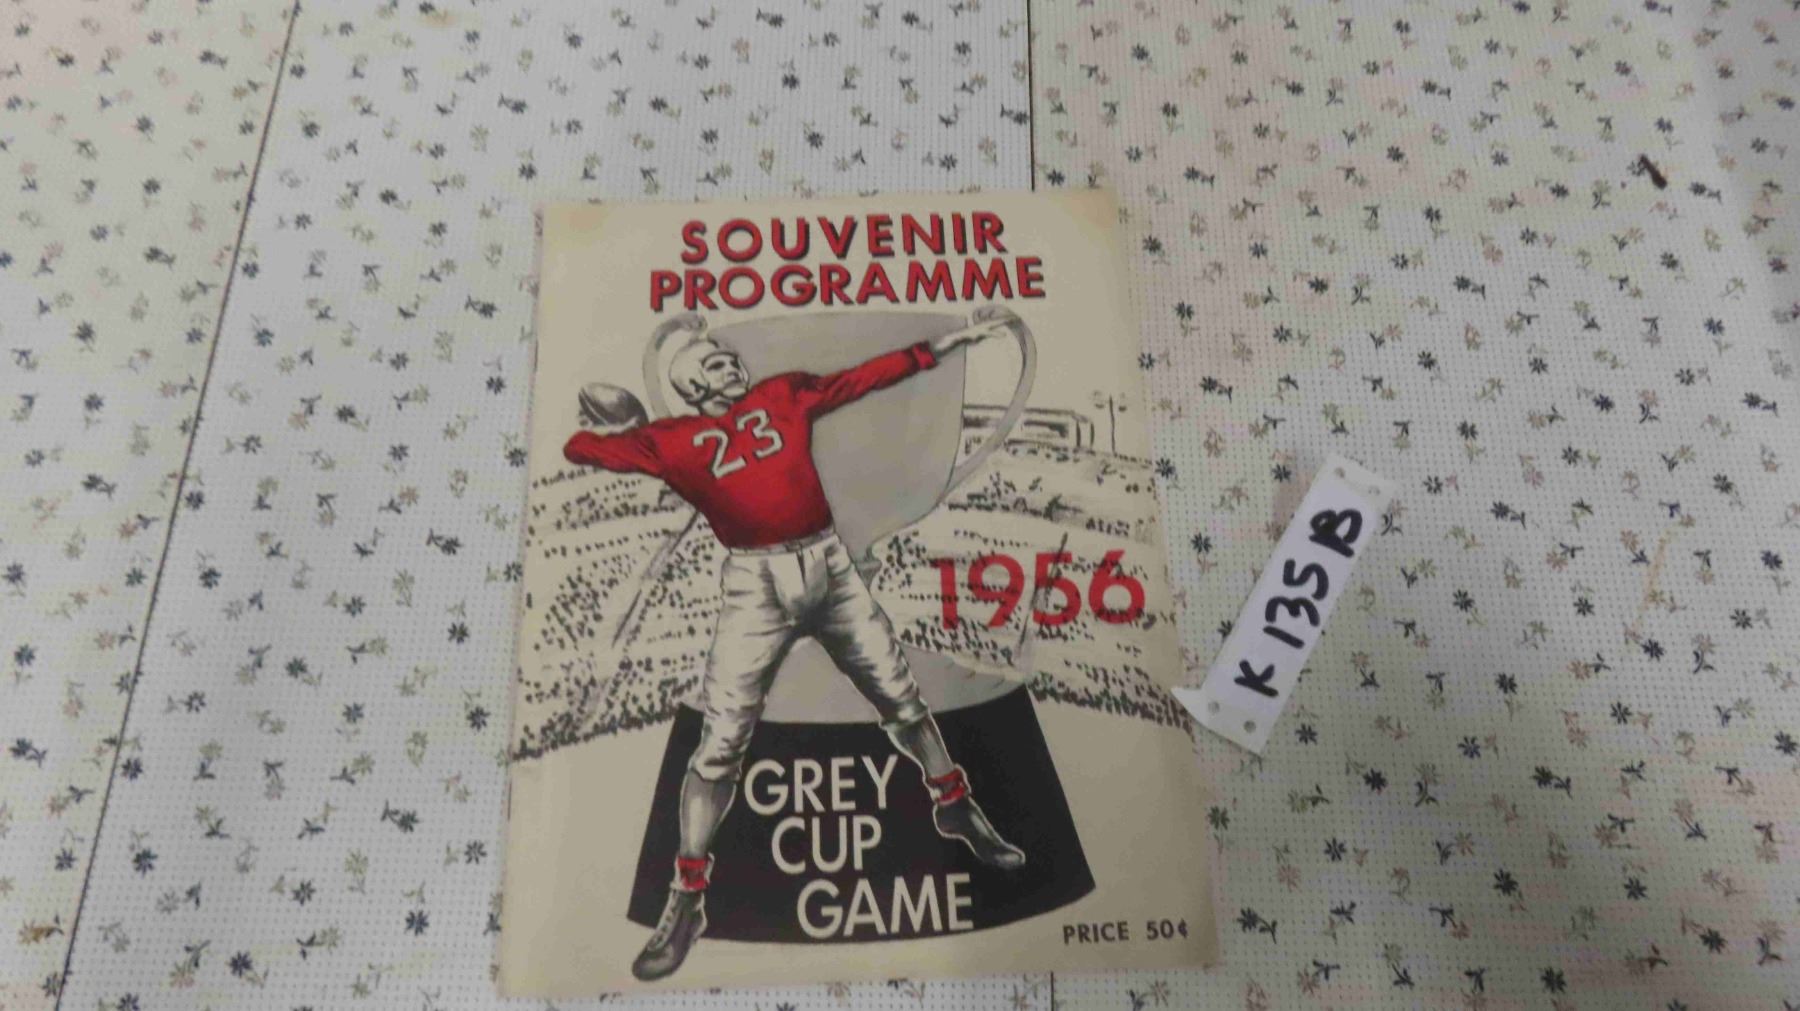 SOUVENIR
PROGRAMME
23
1956
GREY
CUP
GAME
PRICE 50¢
K 135 B